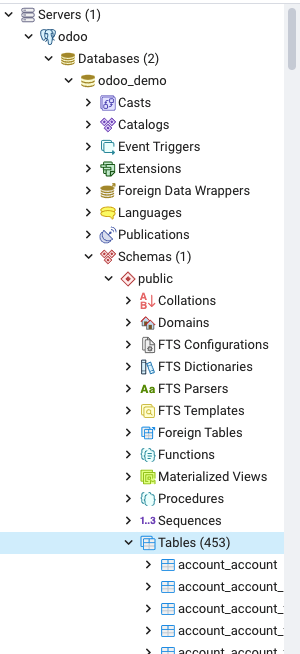 Servers (1)
odoo
Databases (2)
odoo_demo
Casts
Catalogs
Event Triggers
Extensions
Foreign Data Wrappers
Languages
Publications
Schemas (1)
public
Collations
Domains
FTS Configurations
FTS Dictionaries
Aa FTS Parsers
FTS Templates
Foreign Tables
Functions
Materialized Views
Procedures
1..3 Sequences
Tables (453)
account_account
account_account_
account_account_
account_account_
account_account_